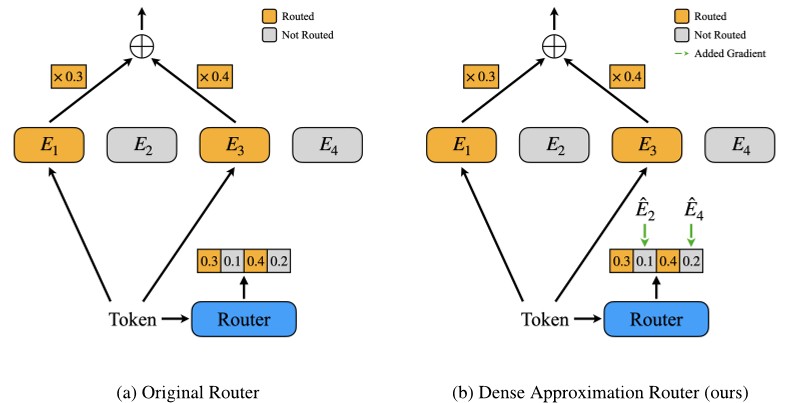 Routed
Not Routed
× 0.3
× 0.4
E1
E2
E3
E4
0.3 0.1 0.4 0.2
Token
Router
(a) Original Router
Routed
Not Routed
Added Gradient
× 0.3
× 0.4
E1
E2
E3
E4
Ê2
Ê4
0.3 0.1 0.4 0.2
Token
Router
(b) Dense Approximation Router (ours)